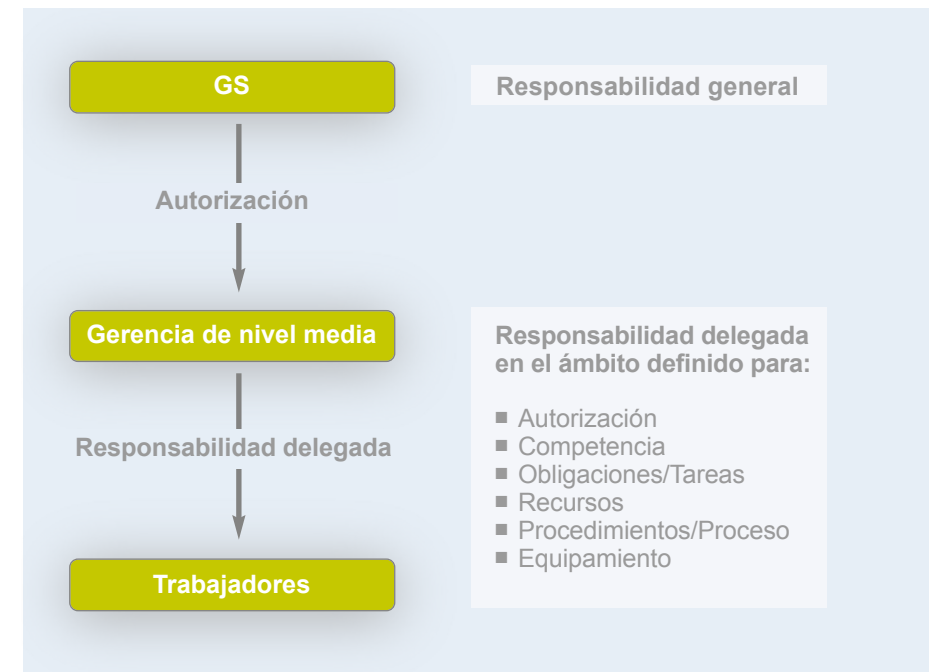 GS
Responsabilidad general
Autorización
Gerencia de nivel media
Responsabilidad delegada
en el ámbito definido para:
■ Autorización
■ Competencia
■ Obligaciones/Tareas
■ Recursos
■ Procedimientos/Proceso
■ Equipamiento
Responsabilidad delegada
Trabajadores